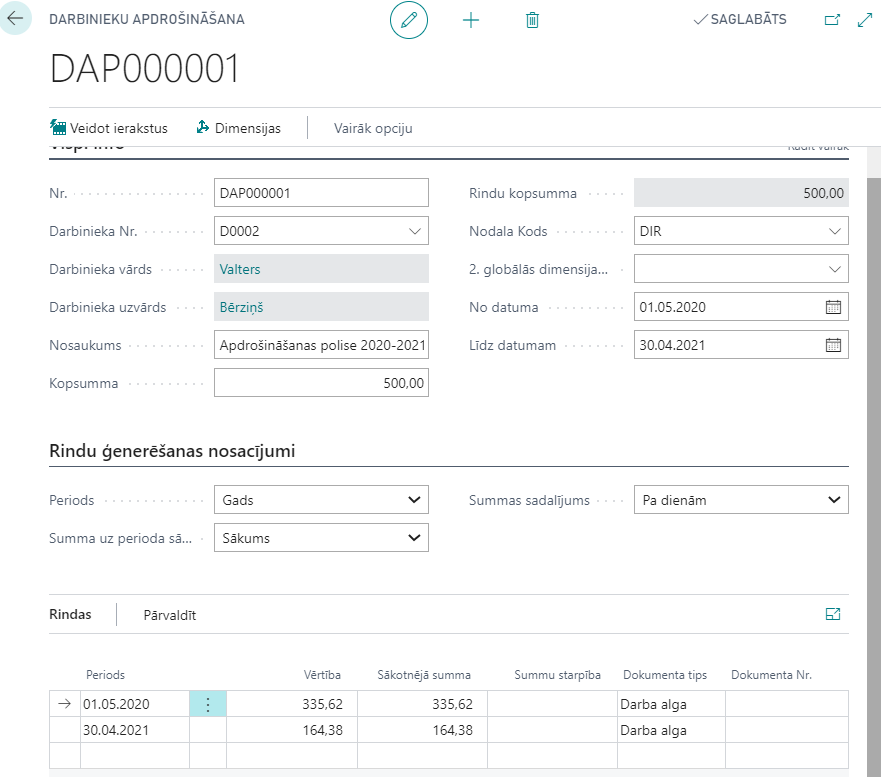 DARBINIEKU APDROŠINĀŠANA
SAGLABĀTS
DAP000001
Veidot ierakstus
Dimensijas
Vairāk opciju
Nr.
DAP000001
Rindu kopsumma
500,00
Darbinieka Nr.
D0002
Nodala Kods
DIR
Darbinieka vārds
Valters
2. globālās dimensija...
Darbinieka uzvārds
Bērziņš
No datuma
01.05.2020
Nosaukums
Apdrošināšanas polise 2020-2021
Līdz datumam
30.04.2021
Kopsumma
500,00
Rindu ģenerēšanas nosacījumi
Periods
Gads
Summas sadalījums
Pa dienām
Summa uz perioda sā...
Sākums
Rindas
Pārvaldīt
Periods Vērtība Sākotnējā summa Summu starpība Dokumenta tips Dokumenta Nr.
01.05.2020 335,62 335,62 Darba alga
30.04.2021 164,38 164,38 Darba alga